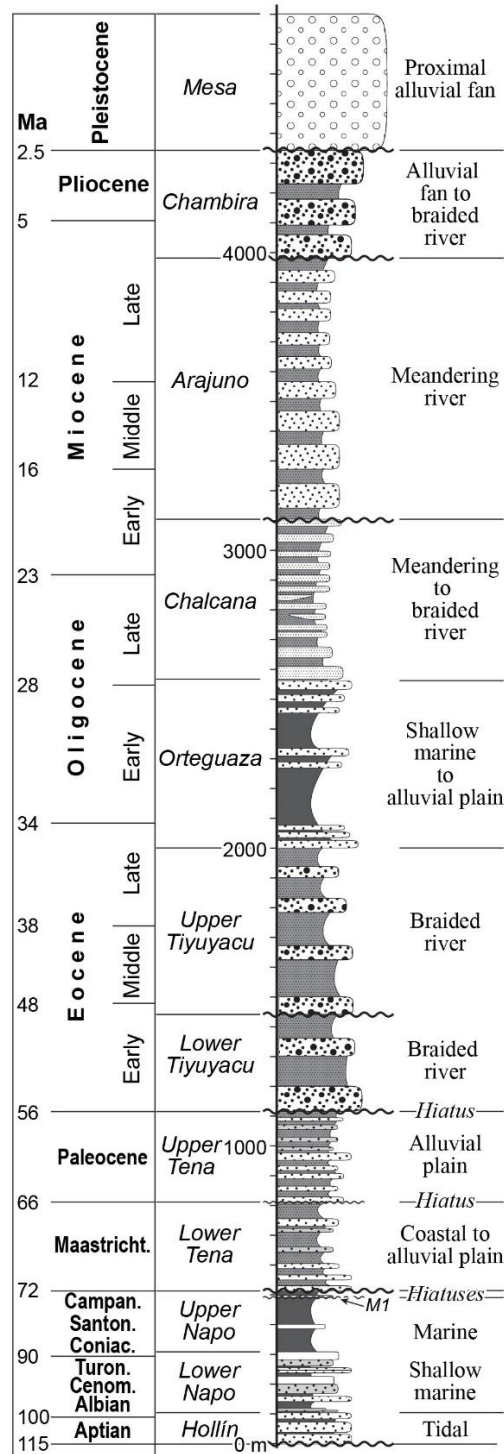 Ma
Pleistocene
Mesa
Proximal
alluvial fan
2.5
Pliocene
Chambira
Alluvial
fan to
braided
river
5
4000
Miocene
Late
Arajuno
Meandering
river
12
Middle
16
Early
3000
23
Chalcana
Meandering
to
braided
river
Oligocene
Late
28
Early
Orteguaza
Shallow
marine
to
alluvial plain
34
2000
Eocene
Late
38
Upper
Tiyuyacu
Braided
river
Middle
48
Early
Lower
Tiyuyacu
Braided
river
56
Hiatus
Paleocene
Upper
Tena
1000
Alluvial
plain
66
Hiatus
Maastricht.
Lower
Tena
Coastal to
alluvial plain
72
Hiatuses
Campan.
M1
Santon.
Upper
Napo
Marine
Coniac.
90
Turon.
Cenom.
Albian
Lower
Napo
Shallow
marine
100
Aptian
Hollín
Tidal
115
0 m